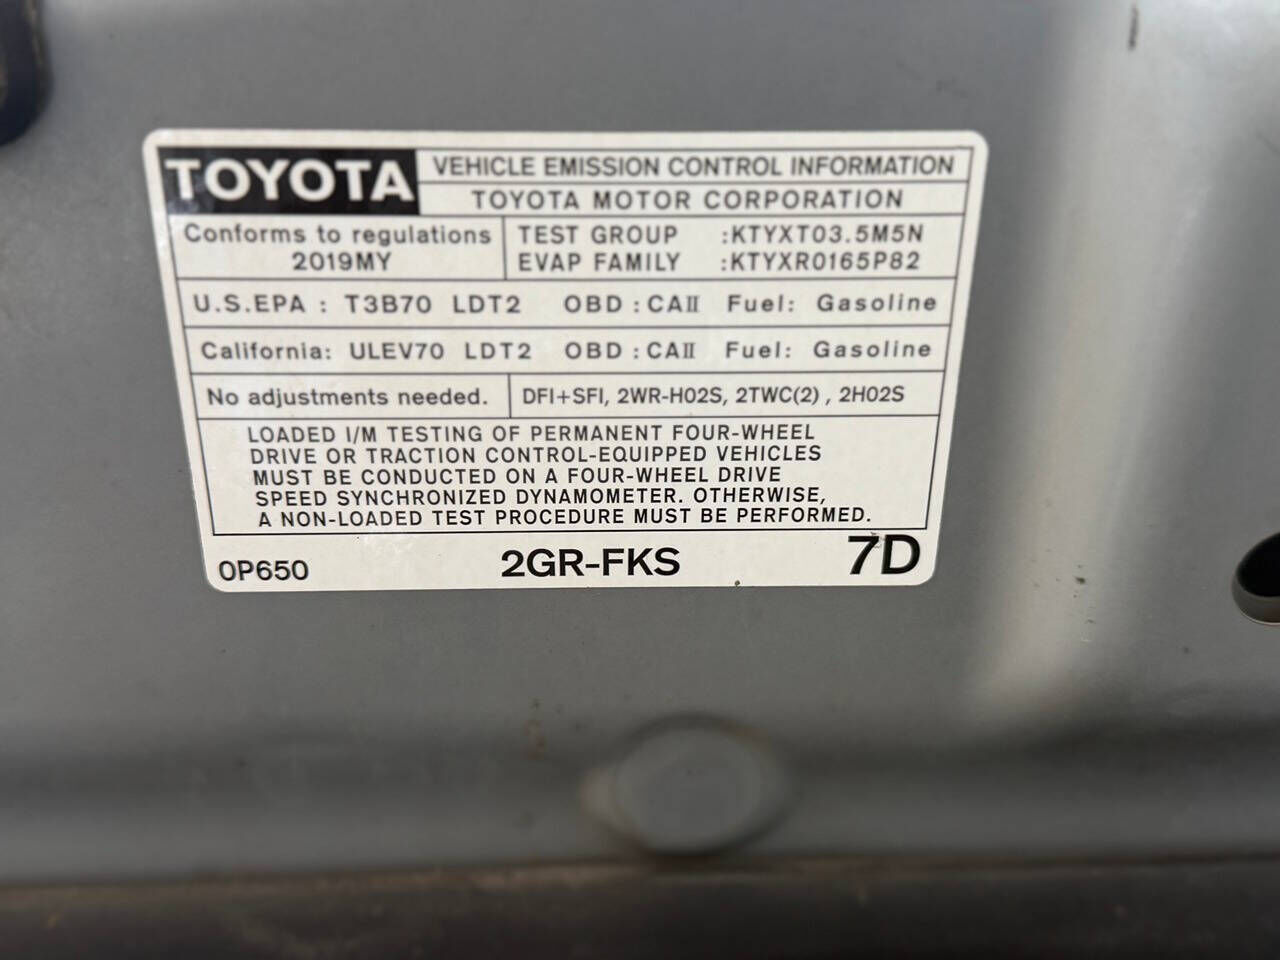 TOYOTA
VEHICLE EMISSION CONTROL INFORMATION
TOYOTA MOTOR CORPORATION
Conforms to regulations
2019MY
TEST GROUP :KTYXT03.5M5N
EVAP FAMILY :KTYXR0165P82
U.S.EPA : T3B70 LDT2 OBD : CAII Fuel: Gasoline
California: ULEV70 LDT2 OBD : CAII Fuel: Gasoline
No adjustments needed.
DFI+SFI, 2WR-HO2S, 2TWC(2) , 2HO2S
LOADED I/M TESTING OF PERMANENT FOUR-WHEEL
DRIVE OR TRACTION CONTROL-EQUIPPED VEHICLES
MUST BE CONDUCTED ON A FOUR-WHEEL DRIVE
SPEED SYNCHRONIZED DYNAMOMETER. OTHERWISE,
A NON-LOADED TEST PROCEDURE MUST BE PERFORMED.
0P650
2GR-FKS
7D